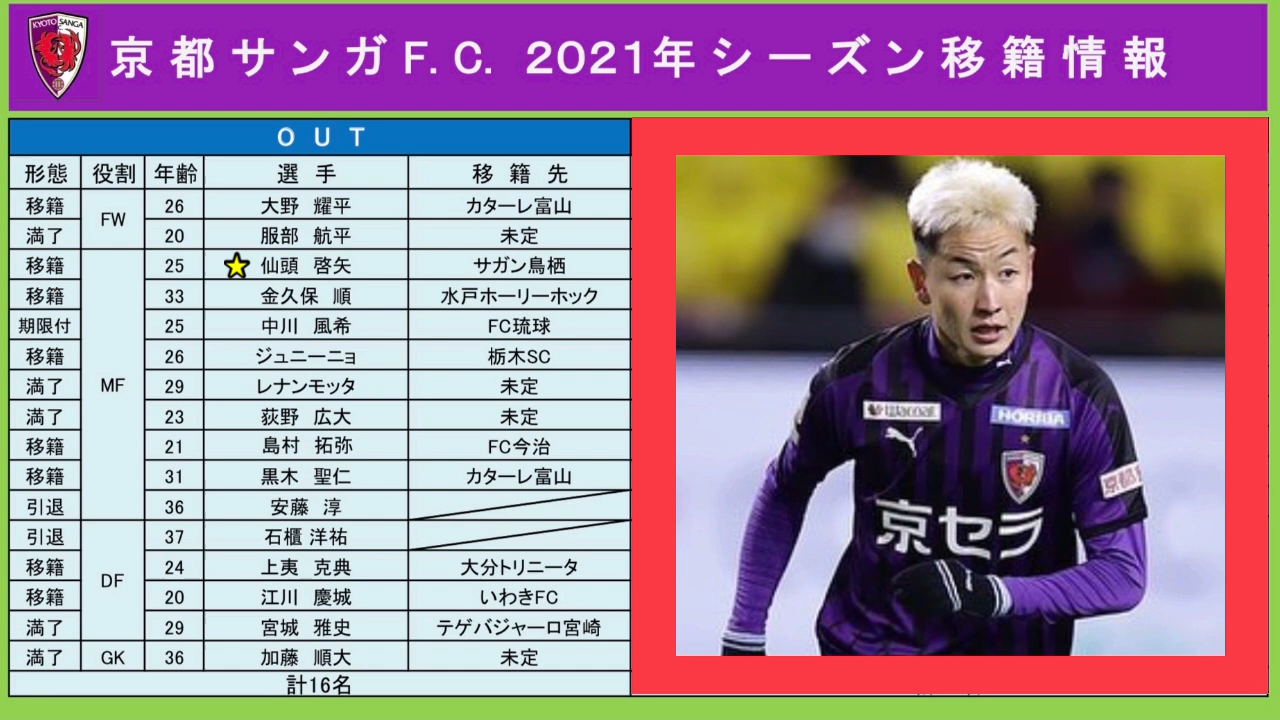 KYOTO SANGA
京都サンガF.C. 2021年シーズン移籍情報
OUT
形態 役割 年齢 選手 移籍先
移籍 FW 26 大野 耀平 カターレ富山
満了 20 服部 航平 未定
移籍 MF 25 仙頭 啓矢 サガン鳥栖
移籍 33 金久保 順 水戸ホーリーホック
期限付 25 中川 風希 FC琉球
移籍 26 ジュニーニョ 栃木SC
満了 29 レナンモッタ 未定
満了 23 荻野 広大 未定
移籍 21 島村 拓弥 FC今治
移籍 31 黒木 聖仁 カターレ富山
引退 36 安藤 淳
引退 DF 37 石櫃 洋祐
移籍 24 上夷 克典 大分トリニータ
移籍 20 江川 慶城 いわきFC
満了 29 宮城 雅史 テゲバジャーロ宮崎
満了 GK 36 加藤 順大 未定
計16名
Wacoal HORIBA
京都
京セラ